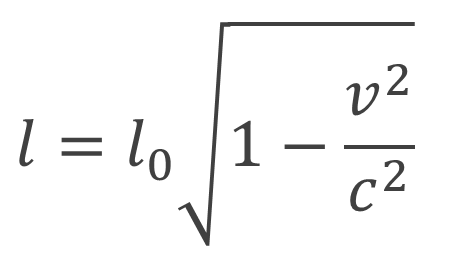 l = l₀√(1 − v²/c²)